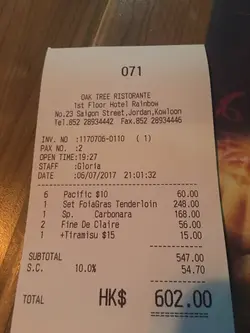 071
OAK TREE RISTORANTE
1st Floor Hotel Rainbow
No.23 Saigon Street,Jordan,Kowloon
Tel.852 28934442 Fax.852 28934446
INV. NO :1170706-0110 ( 1)
PAX NO. :2
OPEN TIME:19:27
STAFF :Gloria
DATE :06/07/2017 21:01:32
6 Pacific $10 60.00
1 Set FoiaGras Tenderloin 248.00
1 Sp. Carbonara 168.00
2 Fine De Claire 56.00
1 +Tiramisu $15 15.00
SUBTOTAL 547.00
S.C. 10.0% 54.70
TOTAL HK$ 602.00